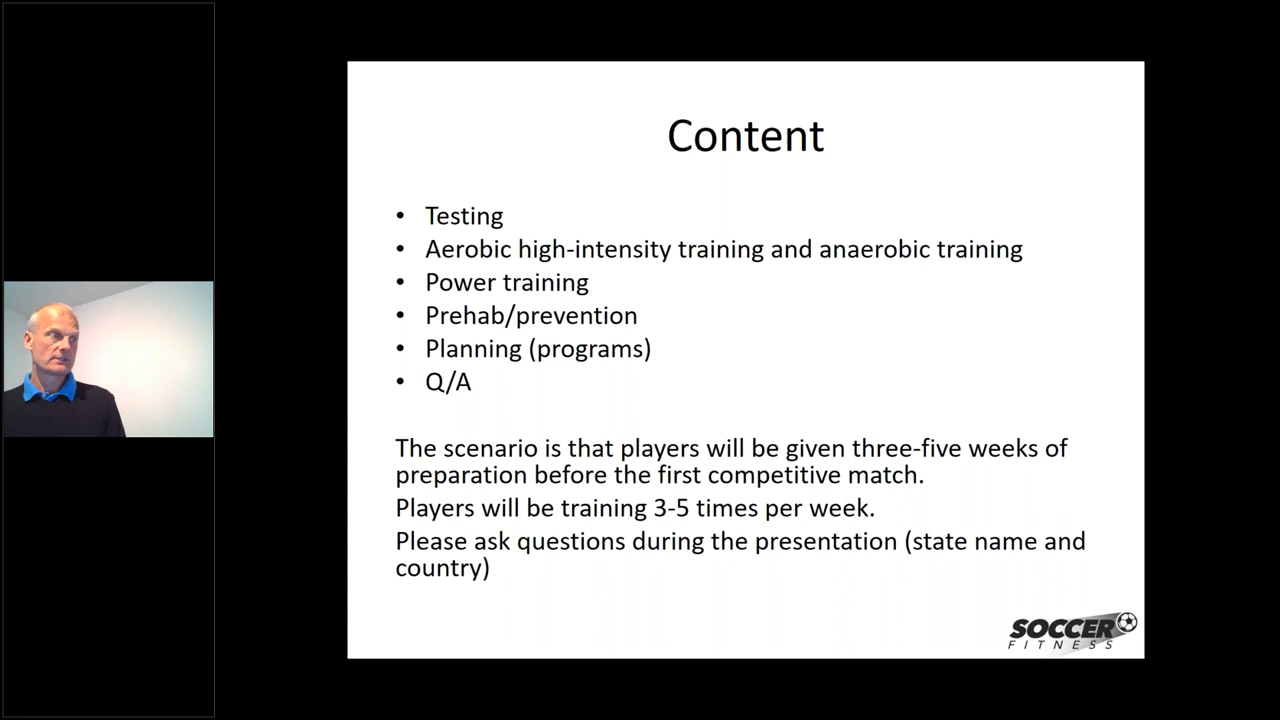 Content
• Testing
• Aerobic high-intensity training and anaerobic training
• Power training
• Prehab/prevention
• Planning (programs)
• Q/A
The scenario is that players will be given three-five weeks of
preparation before the first competitive match.
Players will be training 3-5 times per week.
Please ask questions during the presentation (state name and
country)
SOCCER
FITNESS